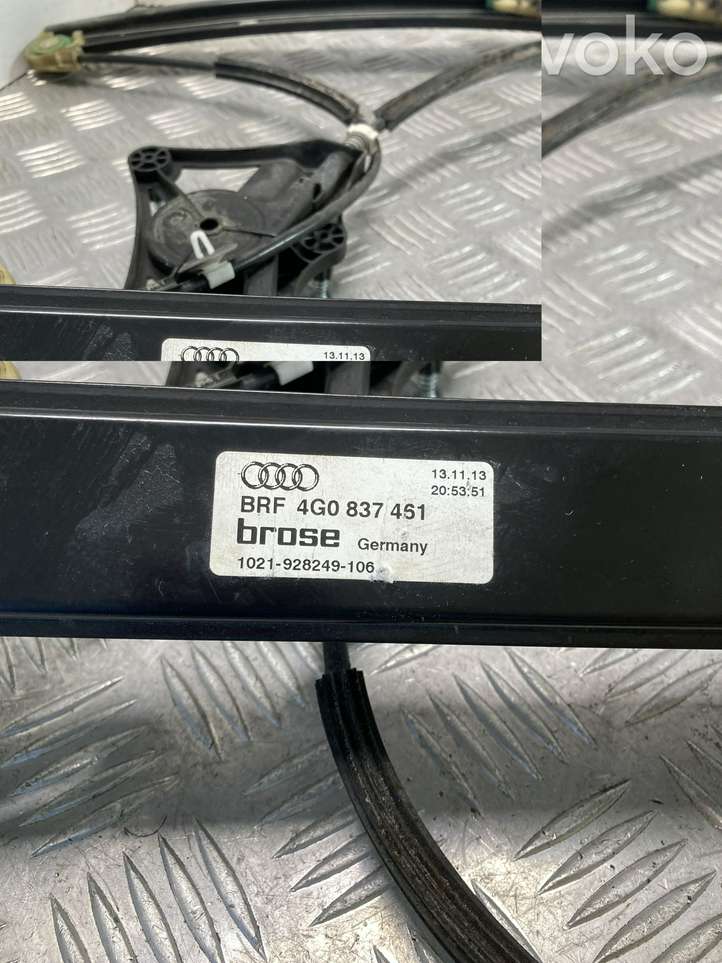 voko
13.11.13
13.11.13
20:53:51
BRF 4G0 837 461
brose Germany
1021-928249-106